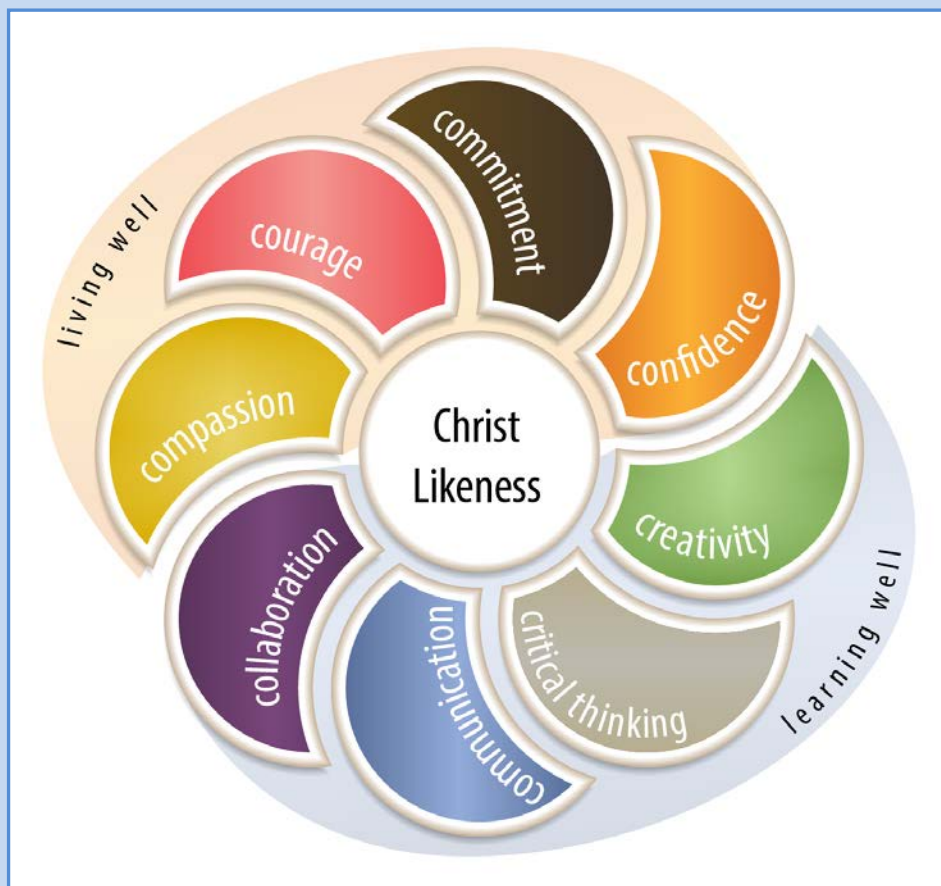 living well
courage
commitment
confidence
compassion
Christ
Likeness
creativity
collaboration
communication
critical thinking
learning well